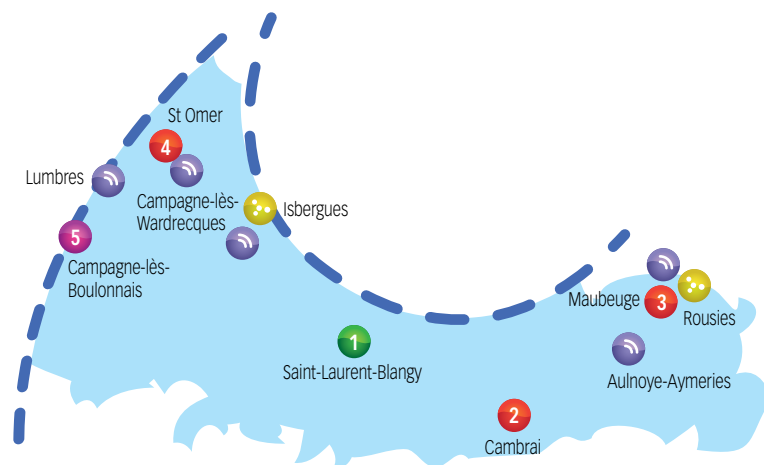 St Omer
4
Lumbres
Campagne-lès-
Wardrecques
Isbergues
5
Campagne-lès-
Boulonnais
Maubeuge
3
Rousies
1
Saint-Laurent-Blangy
Aulnoye-Aymeries
2
Cambrai